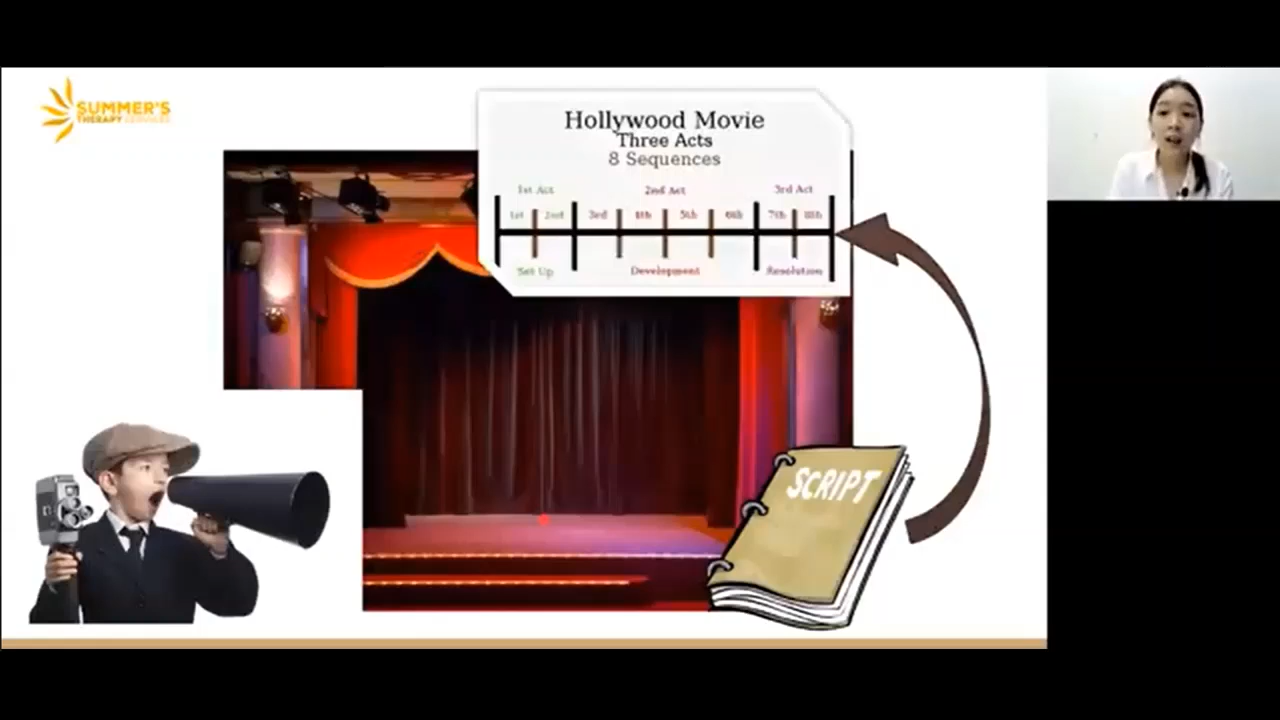 SUMMER'S
THERAPY SERVICES
Hollywood Movie
Three Acts
8 Sequences
1st Act 2nd Act 3rd Act
1st 2nd 3rd 4th 5th 6th 7th 8th
Set Up Development Resolution
SCRIPT